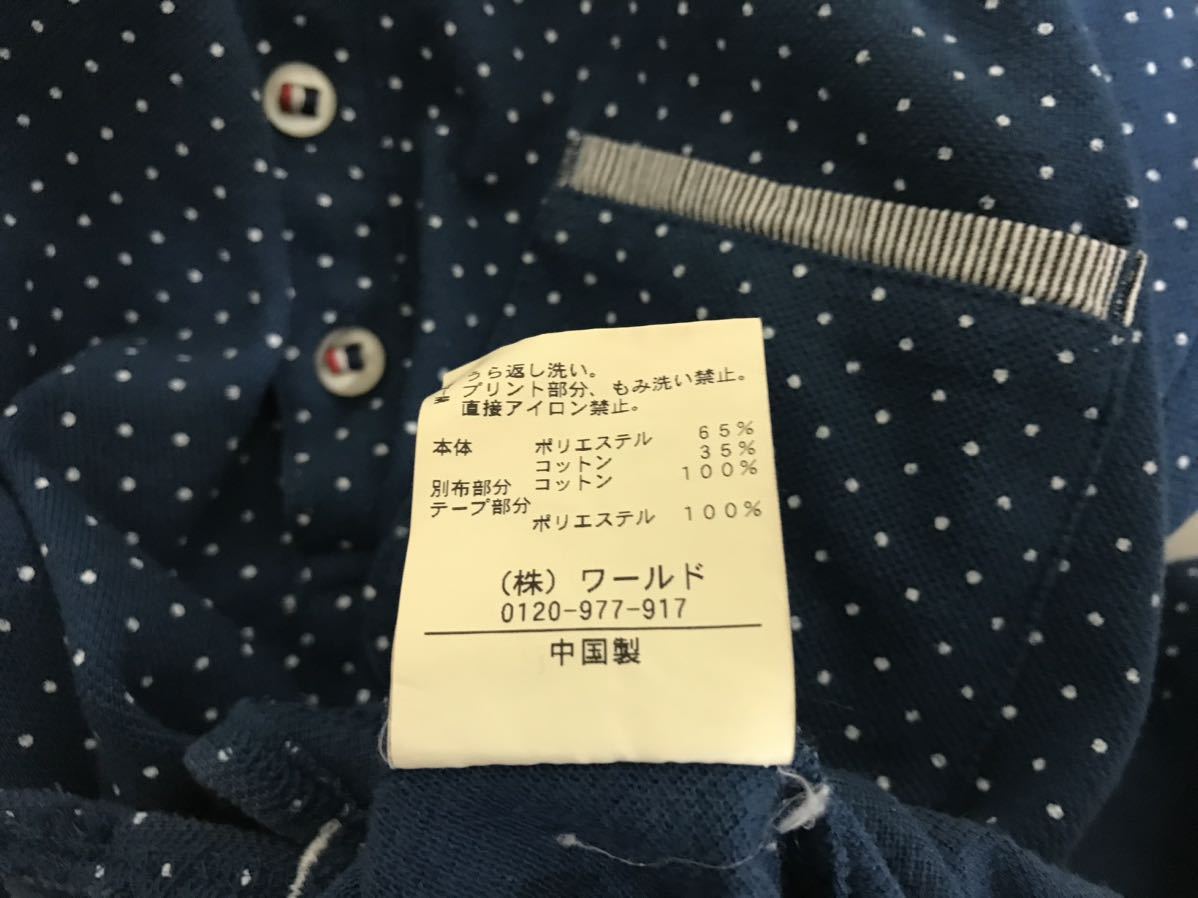 うら返し洗い。
プリント部分、もみ洗い禁止。
直接アイロン禁止。
本体 ポリエステル 65%
コットン 35%
別布部分 コットン 100%
テープ部分
ポリエステル 100%
(株) ワールド
0120-977-917
中国製